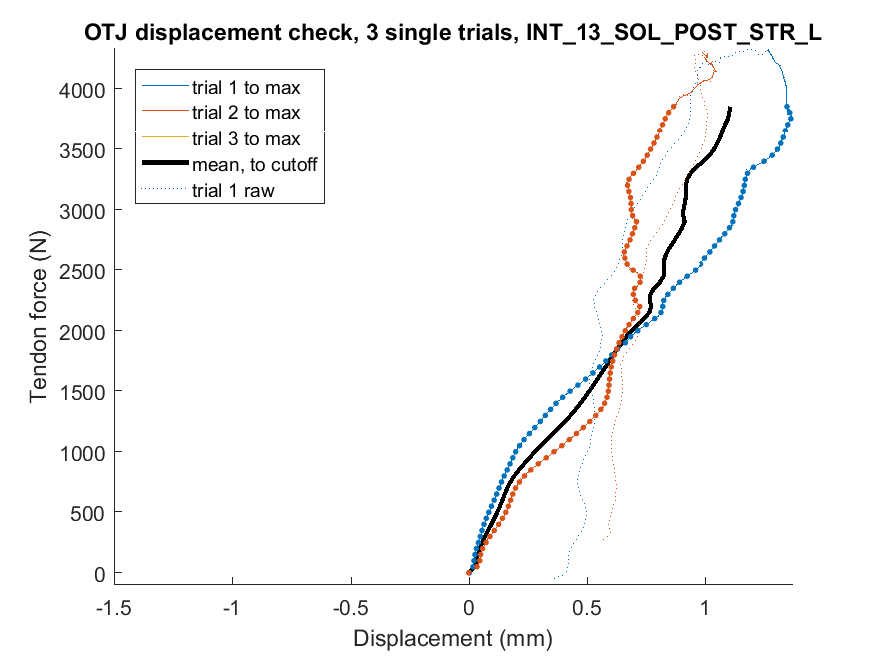 OTJ displacement check, 3 single trials, INT_13_SOL_POST_STR_L
trial 1 to max
trial 2 to max
trial 3 to max
mean, to cutoff
trial 1 raw
Tendon force (N)
4000
3500
3000
2500
2000
1500
1000
500
0
-1.5
-1
-0.5
0
0.5
1
Displacement (mm)